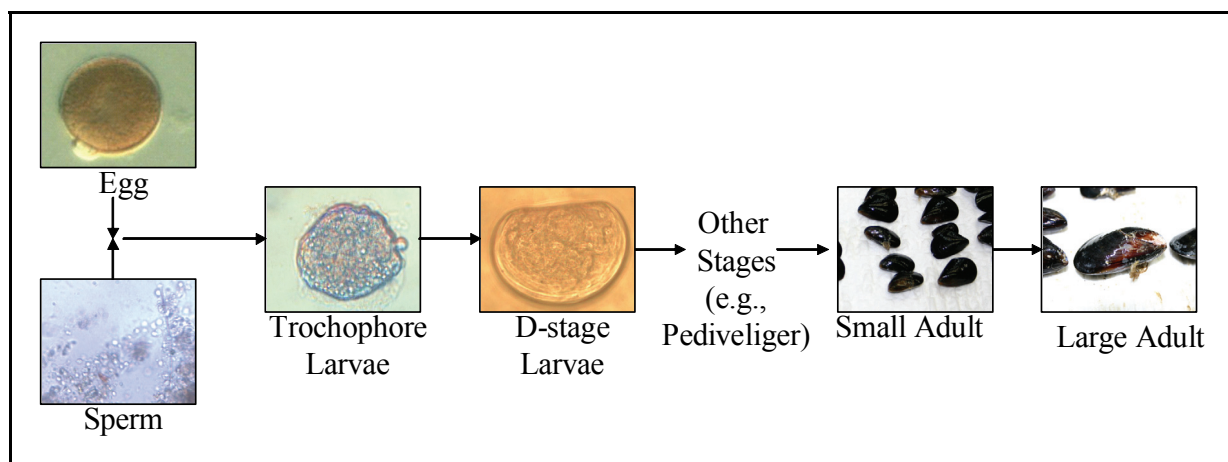 Egg
Sperm
Trochophore
Larvae
D-stage
Larvae
Other
Stages
(e.g.,
Pediveliger)
Small Adult
Large Adult